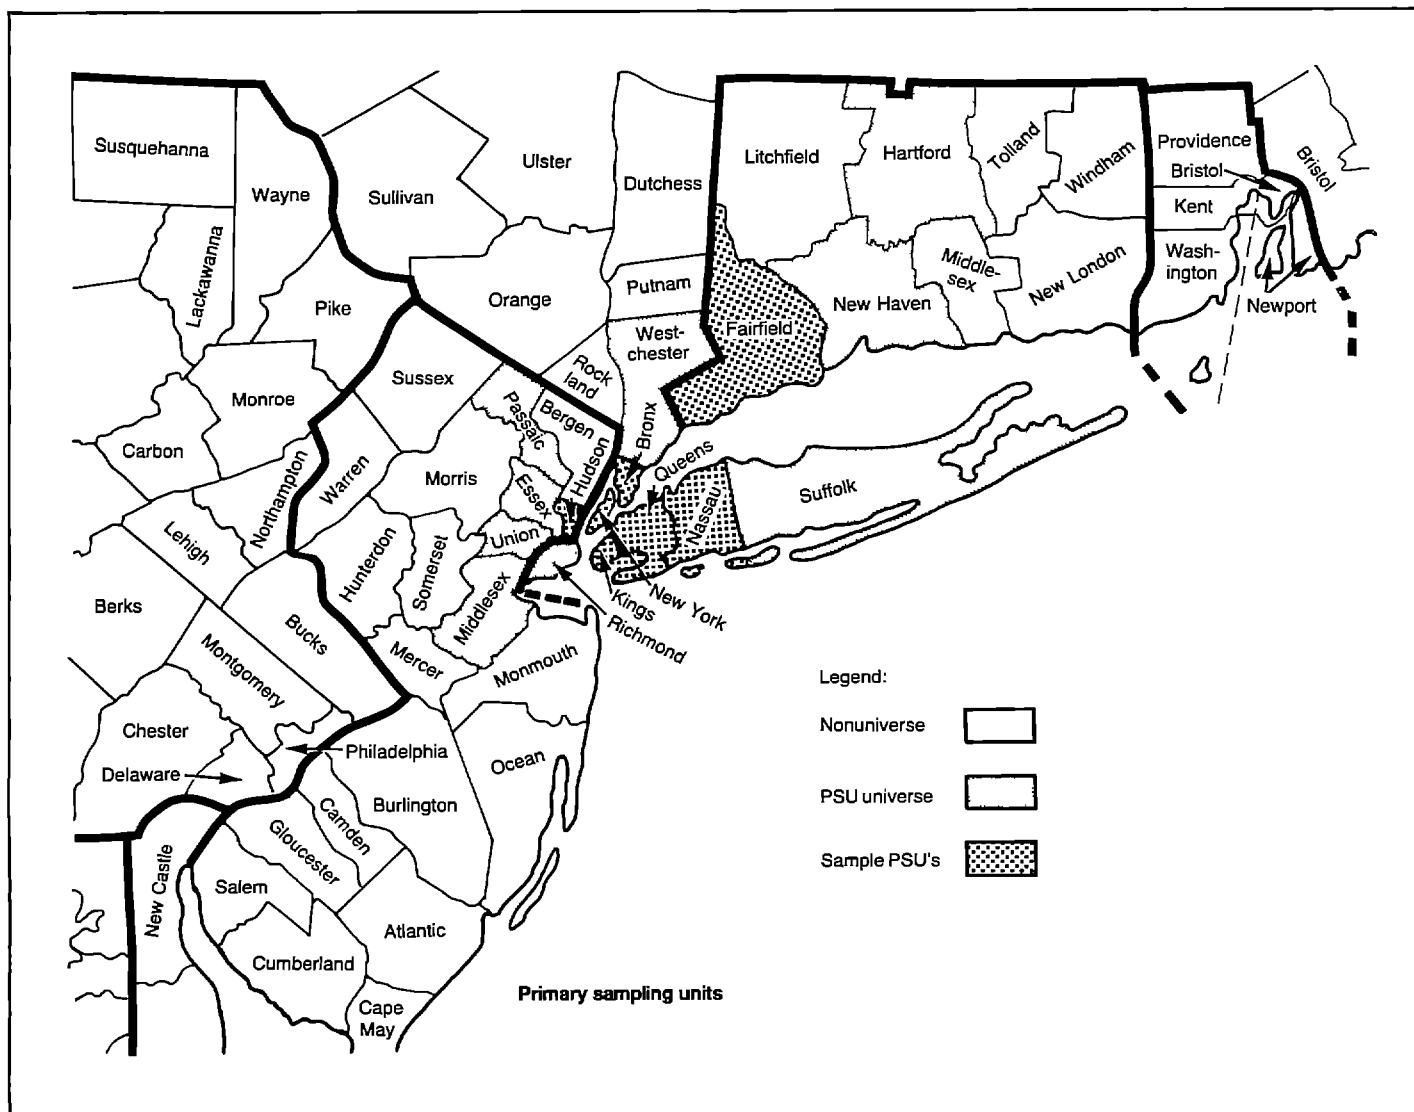 Susquehanna
Wayne
Sullivan
Ulster
Dutchess
Litchfield
Hartford
Tolland
Windham
Providence
Bristol
Bristol
Kent
Wash-
ington
Newport
Lackawanna
Pike
Orange
Putnam
West-
chester
Fairfield
New Haven
Middle-
sex
New London
Rock
land
Sussex
Passaic
Bergen
Hudson
Bronx
Queens
Monroe
Carbon
Northampton
Warren
Morris
Essex
Union
Nassau
Suffolk
Lehigh
Hunterdon
Somerset
Middlesex
New York
Kings
Richmond
Berks
Bucks
Montgomery
Mercer
Monmouth
Chester
Delaware
Philadelphia
Ocean
Burlington
Camden
Gloucester
New Castle
Salem
Atlantic
Cumberland
Cape
May
Primary sampling units
Legend:
Nonuniverse
PSU universe
Sample PSU's